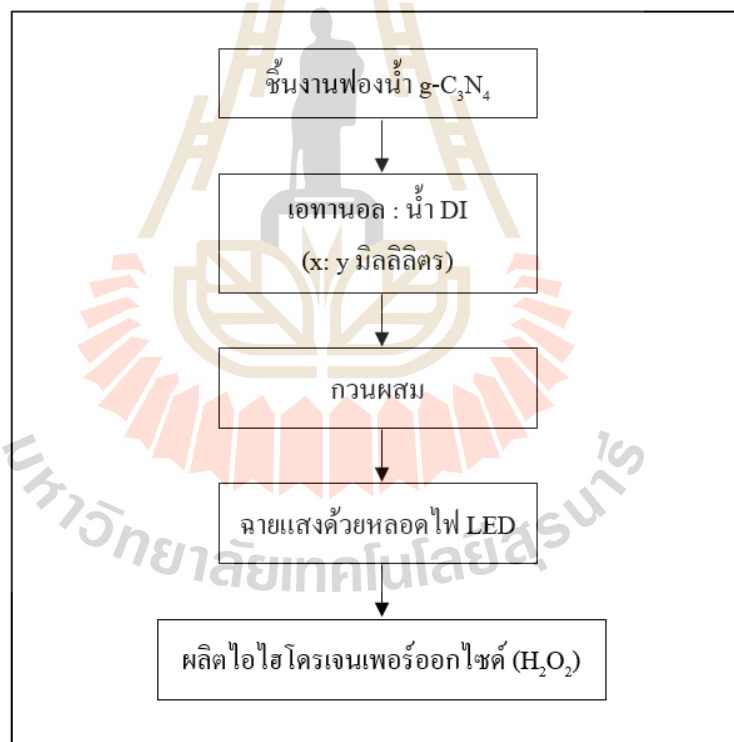 ชิ้นงานฟองน้ำ g-C₃N₄
เอทานอล : น้ำ DI
(x: y มิลลิลิตร)
กวนผสม
ฉายแสงด้วยหลอดไฟ LED
ผลิตไอไฮโดรเจนเพอร์ออกไซด์ (H₂O₂)
มหาวิทยาลัยเทคโนโลยีสุรนารี